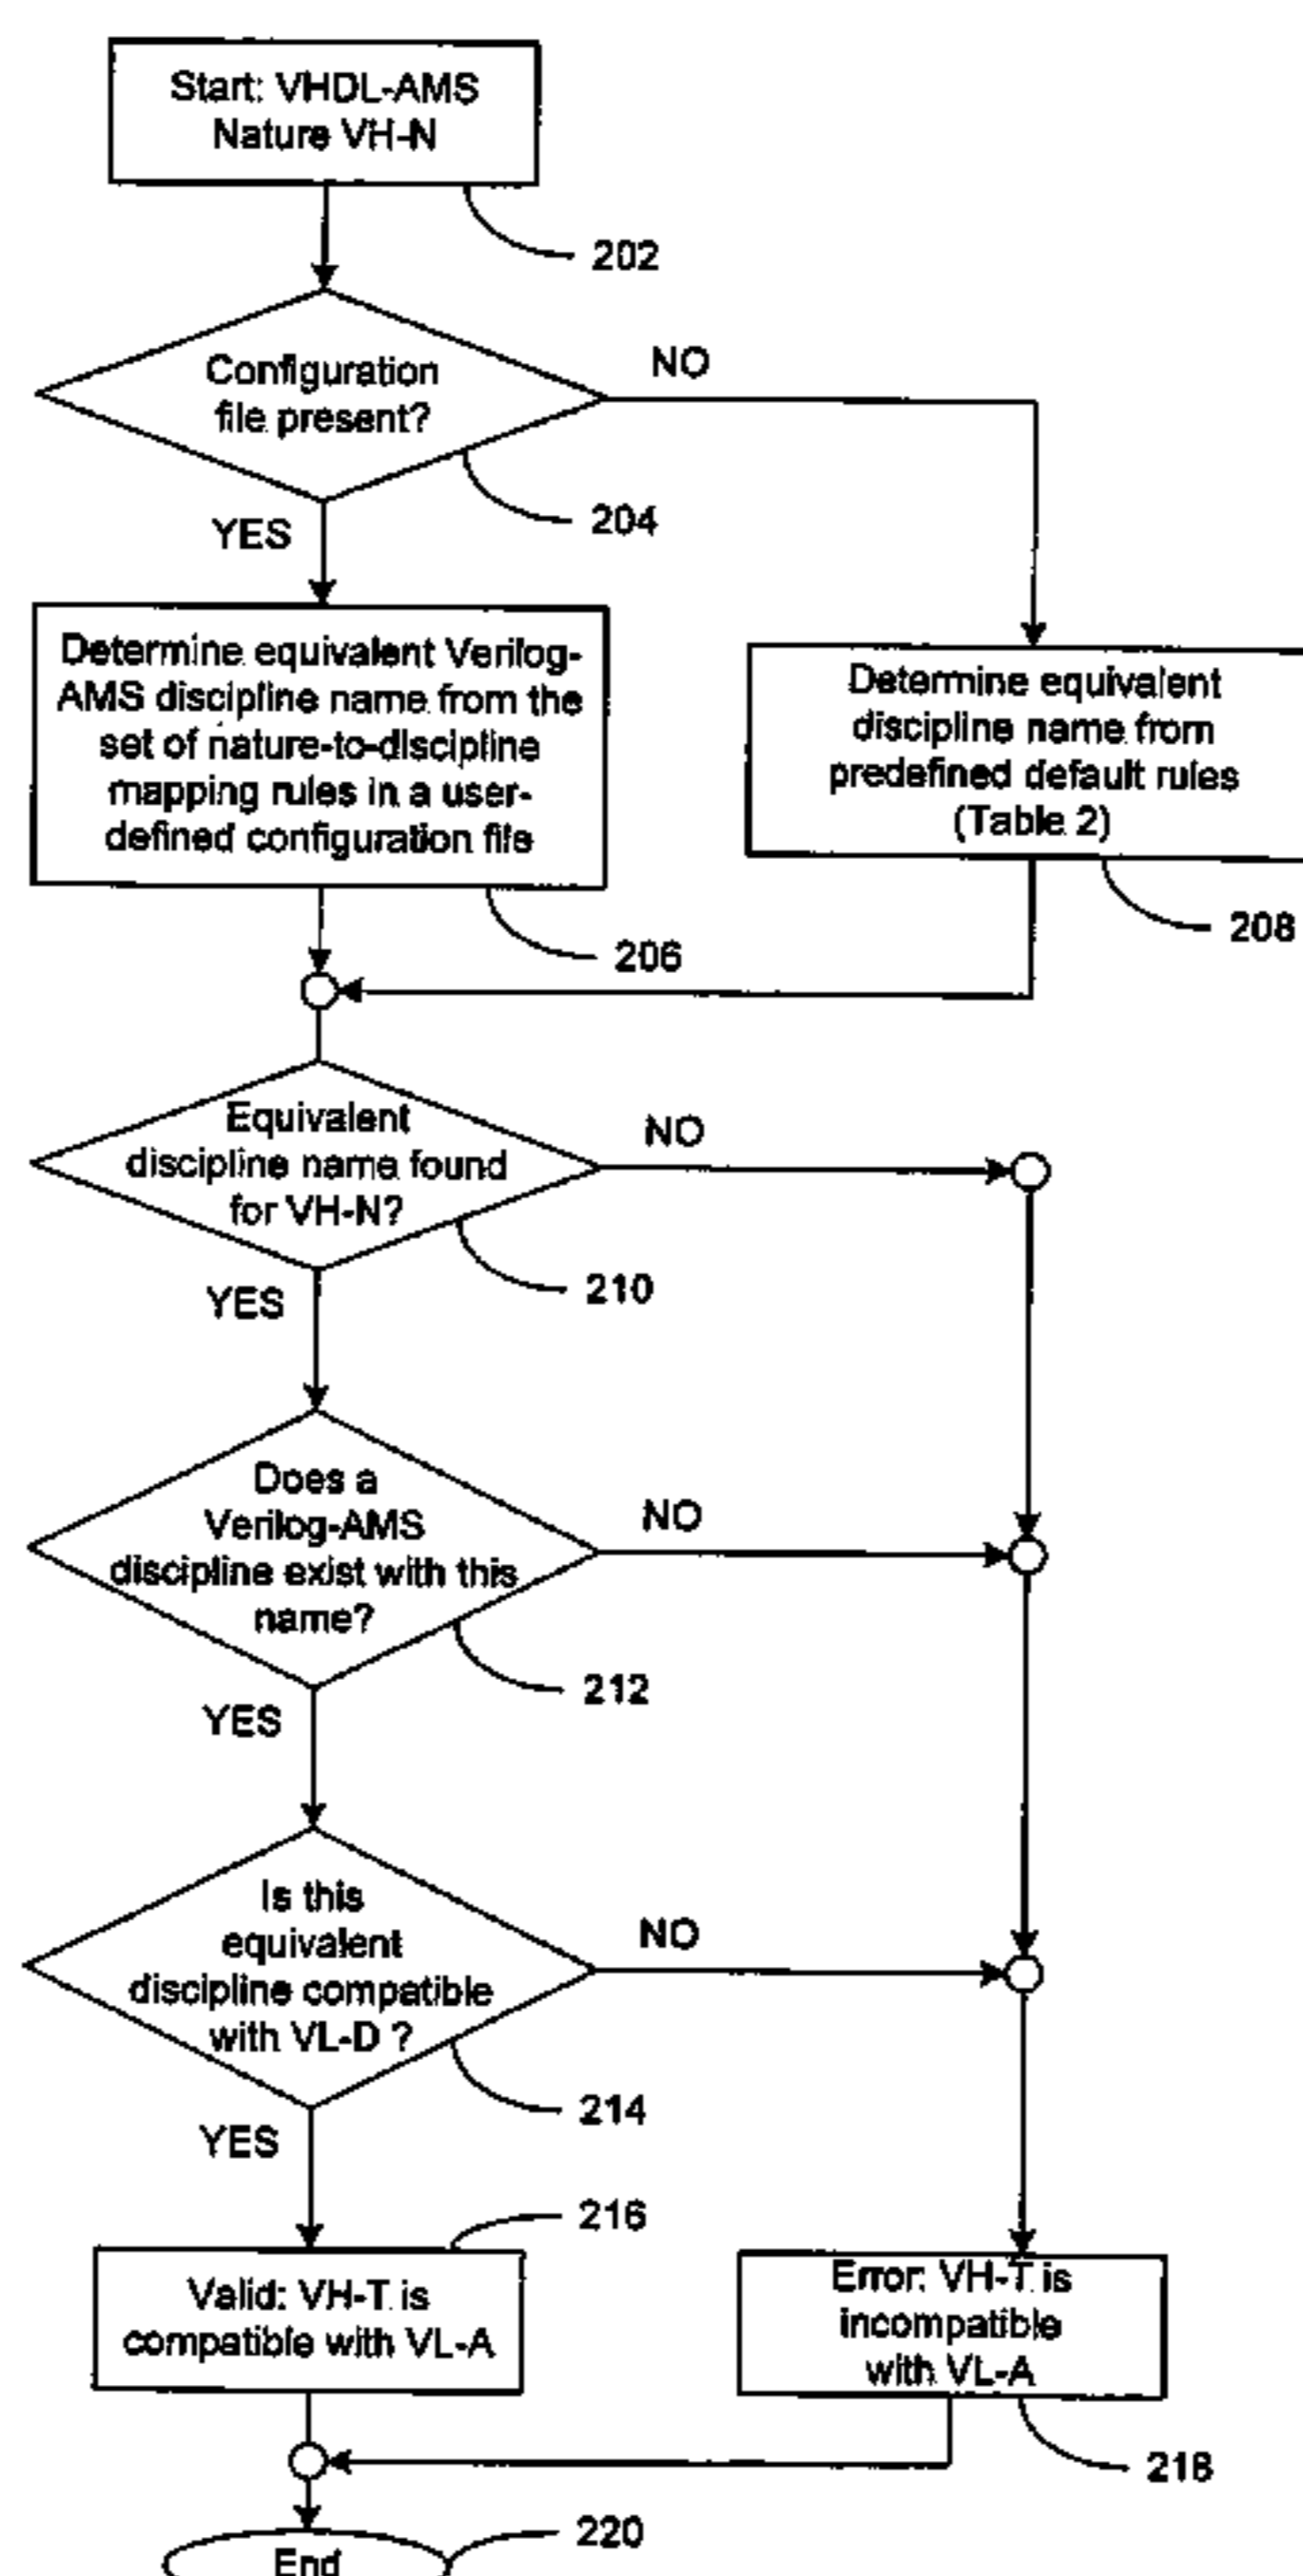 Start: VHDL-AMS
Nature VH-N
202
Configuration
file present?
NO
204
YES
Determine equivalent Verilog-
AMS discipline name from the
set of nature-to-discipline
mapping rules in a user-
defined configuration file
206
Determine equivalent
discipline name from
predefined default rules
(Table 2)
208
Equivalent
discipline name found
for VH-N?
NO
210
YES
Does a
Verilog-AMS
discipline exist with this
name?
NO
212
YES
Is this
equivalent
discipline compatible
with VL-D ?
NO
214
YES
216
Valid: VH-T is
compatible with VL-A
Error: VH-T is
incompatible
with VL-A
218
220
End